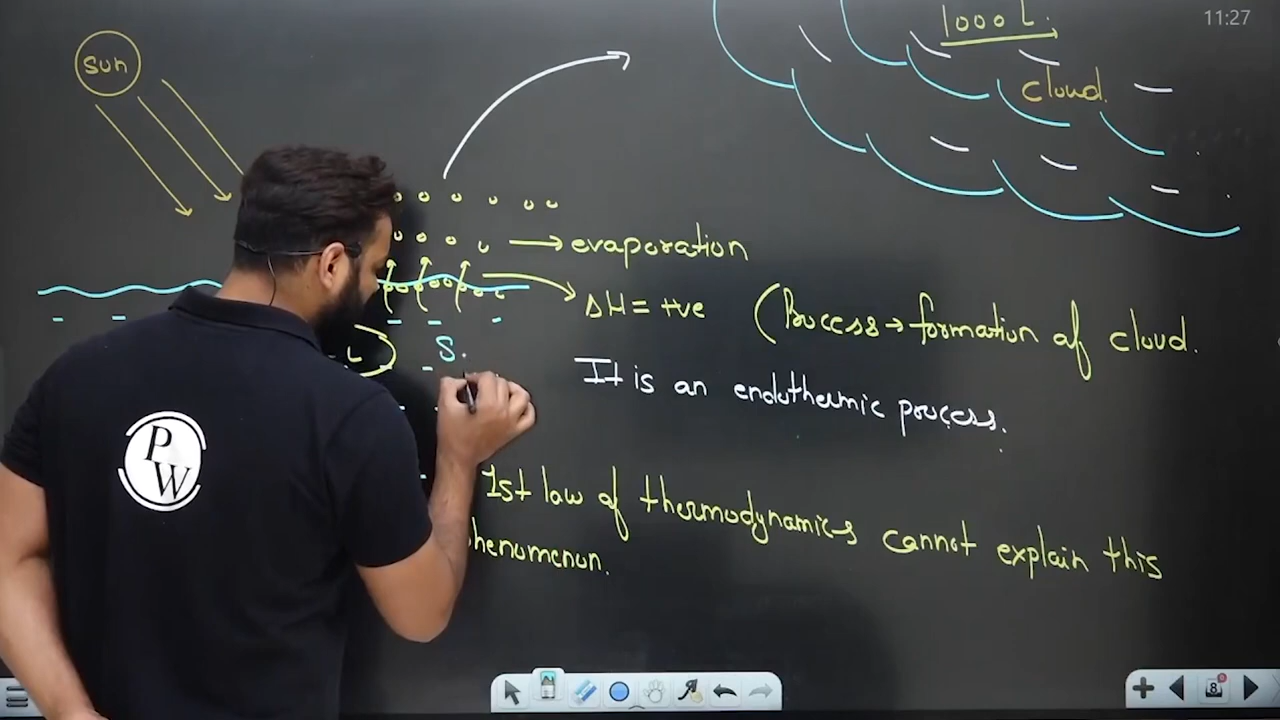 11:27
1000 L.
sun
cloud.
evaporation
ΔH = +ve (Process → formation of cloud.
L
S.
It is an endothermic process.
P
W
1st law of thermodynamics cannot explain this
phenomenon.
8